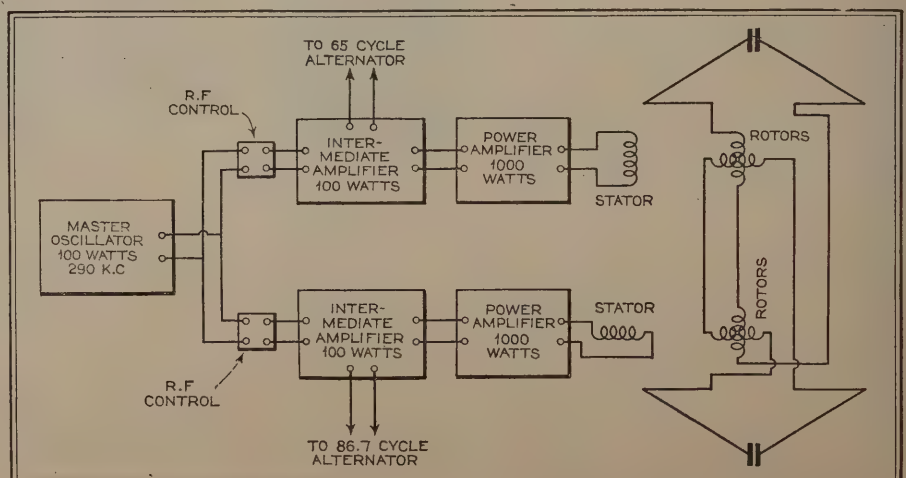 TO 65 CYCLE
ALTERNATOR
R.F
CONTROL
INTER-
MEDIATE
AMPLIFIER
100 WATTS
POWER
AMPLIFIER
1000
WATTS
STATOR
ROTORS
MASTER
OSCILLATOR
100 WATTS
290 K.C
INTER-
MEDIATE
AMPLIFIER
100 WATTS
POWER
AMPLIFIER
1000
WATTS
STATOR
ROTORS
R.F
CONTROL
TO 86.7 CYCLE
ALTERNATOR